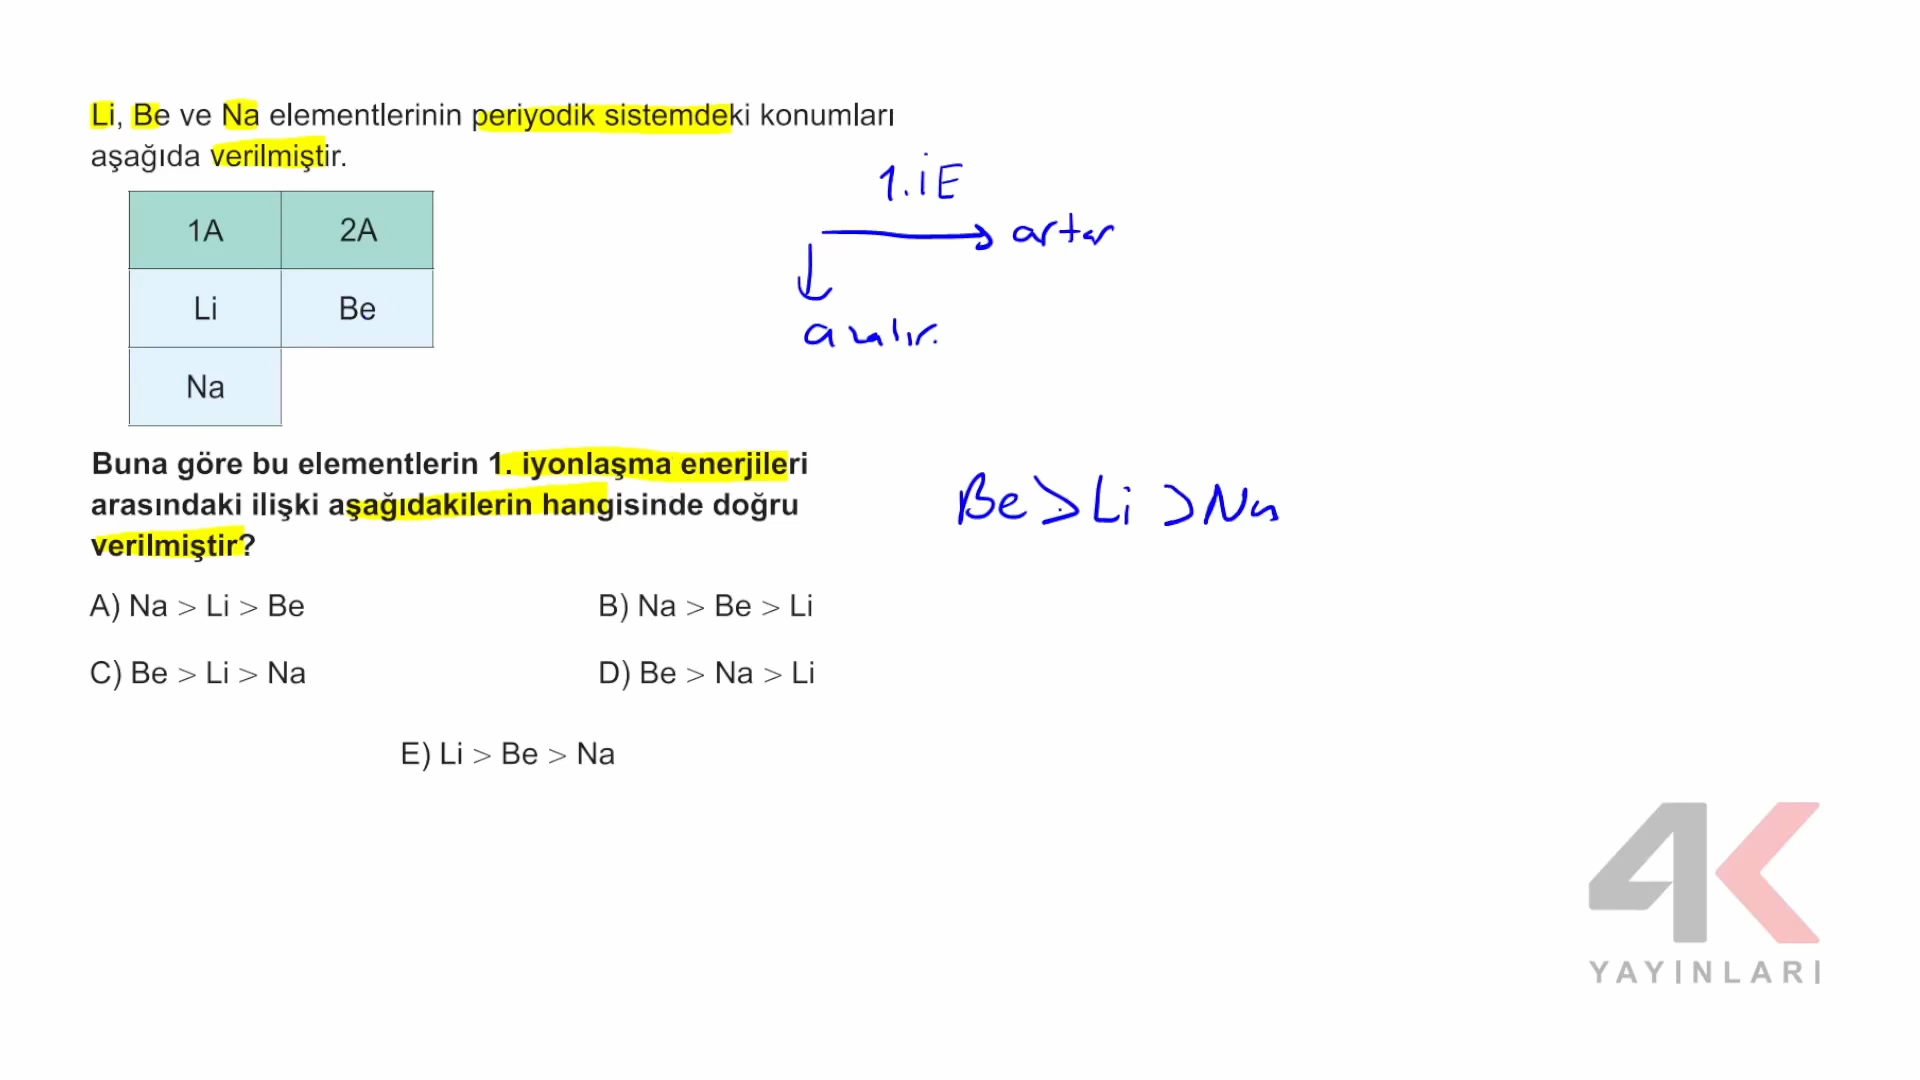 Li, Be ve Na elementlerinin periyodik sistemdeki konumları
aşağıda verilmiştir.
1A 2A
Li Be
Na
1. İE
artar
azalır.
Buna göre bu elementlerin 1. iyonlaşma enerjileri
arasındaki ilişki aşağıdakilerin hangisinde doğru
verilmiştir?
Be > Li > Na
A) Na > Li > Be
B) Na > Be > Li
C) Be > Li > Na
D) Be > Na > Li
E) Li > Be > Na
4K
YAYINLARI